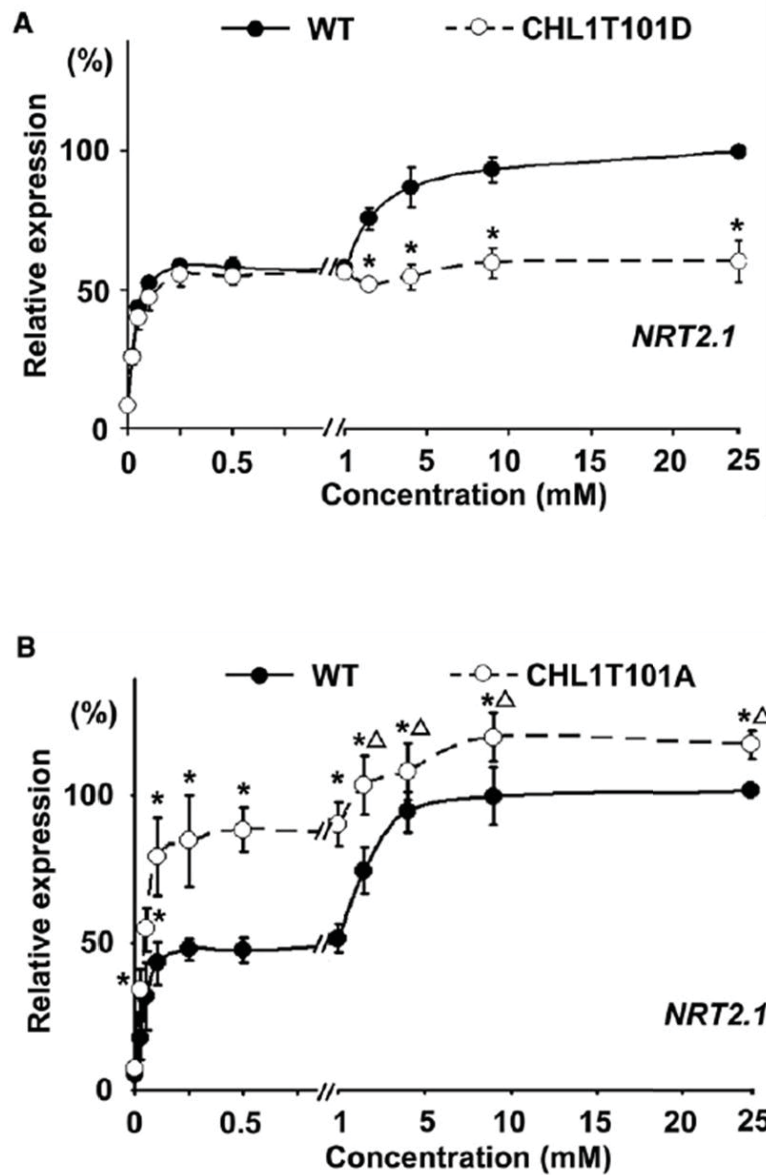 A
WT CHL1T101D
(%)
Relative expression
100
50
0
* * * *
NRT2.1
0 0.5 // 1 5 10 15 20 25
Concentration (mM)
B
WT CHL1T101A
(%)
Relative expression
100
50
0
* * * * * * *△ *△ *△ *△
NRT2.1
0 0.5 // 1 5 10 15 20 25
Concentration (mM)